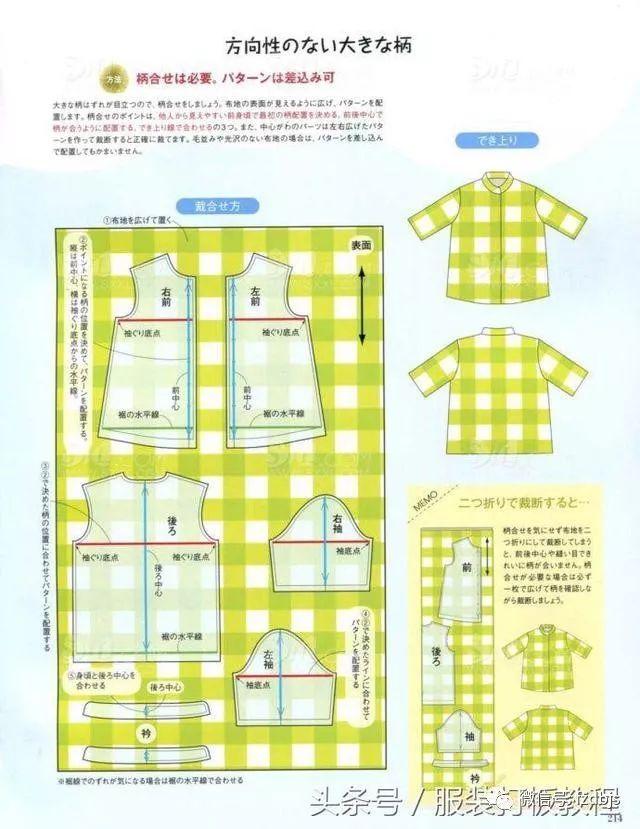 方向性のない大きな柄
方法 柄合せは必要。パターンは差込み可
大きな柄はずれが目立つので、柄合せをしましょう。布地の表面が見えるように広げ、パターンを配
置します。柄合せのポイントは、他人から見えやすい前身頃で最初の柄配置を決める、前後中心で
柄が合うように配置する、でき上り線で合わせるの3つ。また、中心がわのパーツは左右広げたパタ
ーンを作って裁断すると正確に裁てます。毛並みや光沢のない布地の場合は、パターンを差し込ん
で配置してもかまいません。
でき上り
裁合せ方
①布地を広げて置く
表面
②ポイントになる柄の位置を決めて、パターンを配置する。
縦は前中心、横は袖ぐり底点からの水平線。
右前
左前
袖ぐり底点
袖ぐり底点
前中心
前中心
裾の水平線
裾の水平線
③②で決めた柄の位置に合わせてパターンを配置する
後ろ
袖ぐり底点
袖ぐり底点
後ろ中心
裾の水平線
右袖
袖底点
④②で決めたラインに合わせて
パターンを配置する
左袖
袖底点
⑤身頃と後ろ中心を
合わせる
後ろ中心
衿
※裾線でのずれが気になる場合は裾の水平線で合わせる
MEMO
二つ折りで裁断すると…
柄合せを気にせず布地を二
つ折りにして裁断してしまう
と、前後中心や縫い目できれ
いに柄が合いません。柄
合せが必要な場合は必ず
一枚で広げて柄を確認しな
がら裁断しましょう。
前
後ろ
袖
衿
头条号/服装打板教程
214